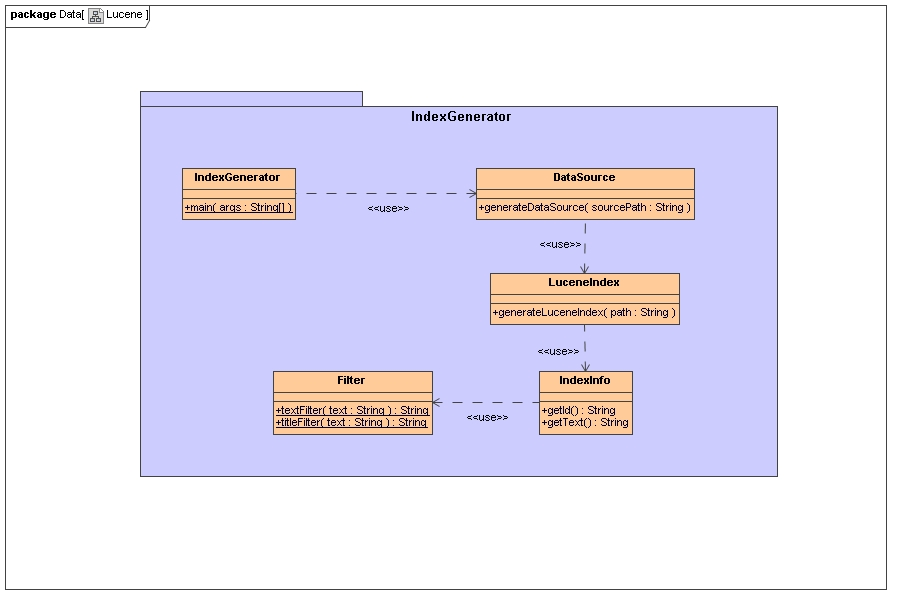 package Data[ Lucene ]
IndexGenerator
IndexGenerator
+main( args : String[] )
<<use>>
DataSource
+generateDataSource( sourcePath : String )
<<use>>
LuceneIndex
+generateLuceneIndex( path : String )
<<use>>
Filter
+textFilter( text : String ) : String
+titleFilter( text : String ) : String
<<use>>
IndexInfo
+getId() : String
+getText() : String